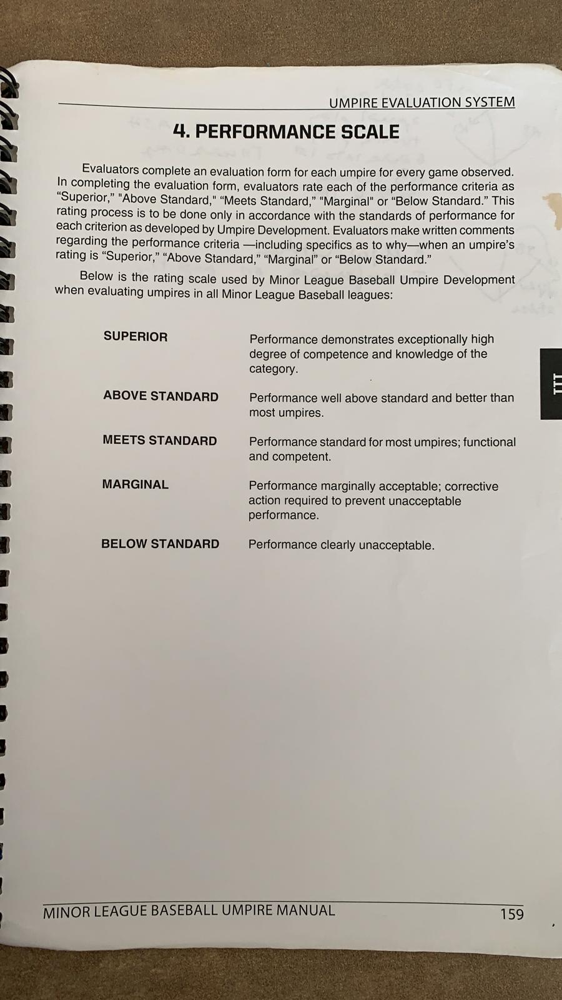 UMPIRE EVALUATION SYSTEM
4. PERFORMANCE SCALE
Evaluators complete an evaluation form for each umpire for every game observed.
In completing the evaluation form, evaluators rate each of the performance criteria as
“Superior,” "Above Standard," “Meets Standard,” "Marginal" or “Below Standard.” This
rating process is to be done only in accordance with the standards of performance for
each criterion as developed by Umpire Development. Evaluators make written comments
regarding the performance criteria —including specifics as to why—when an umpire’s
rating is “Superior,” “Above Standard,” “Marginal” or “Below Standard.”
Below is the rating scale used by Minor League Baseball Umpire Development
when evaluating umpires in all Minor League Baseball leagues:
SUPERIOR Performance demonstrates exceptionally high
degree of competence and knowledge of the
category.
ABOVE STANDARD Performance well above standard and better than
most umpires.
MEETS STANDARD Performance standard for most umpires; functional
and competent.
MARGINAL Performance marginally acceptable; corrective
action required to prevent unacceptable
performance.
BELOW STANDARD Performance clearly unacceptable.
III
MINOR LEAGUE BASEBALL UMPIRE MANUAL 159